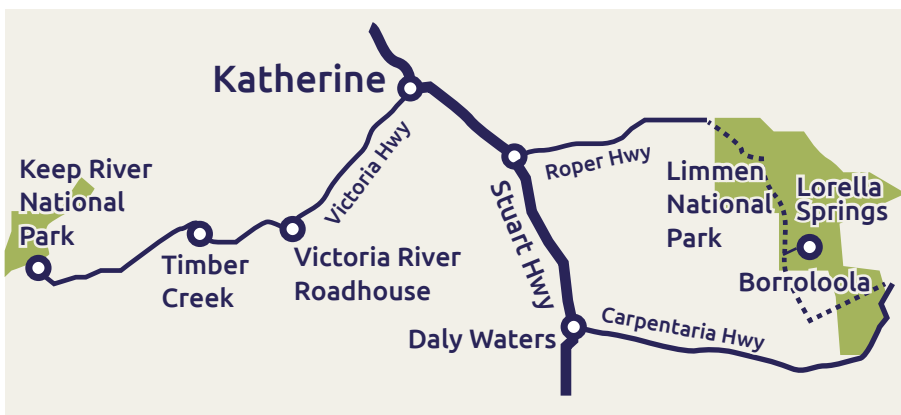 Katherine
Keep River
National
Park
Victoria Hwy
Timber
Creek
Victoria River
Roadhouse
Stuart Hwy
Roper Hwy
Limmen
National
Park
Lorella
Springs
Borroloola
Daly Waters
Carpentaria Hwy